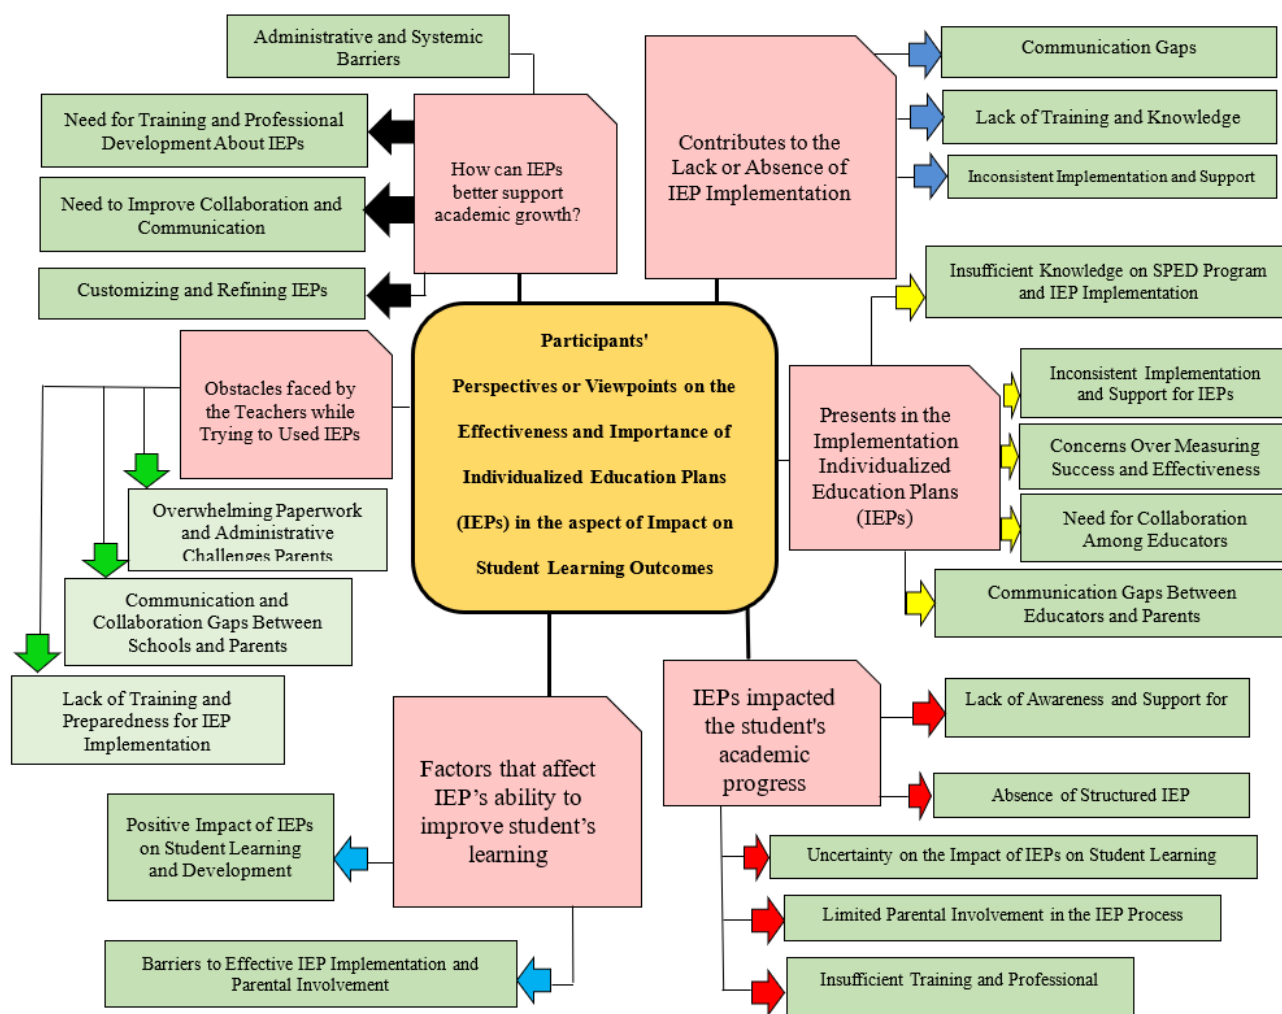 Administrative and Systemic
Barriers
Need for Training and Professional
Development About IEPs
Need to Improve Collaboration and
Communication
Customizing and Refining IEPs
How can IEPs
better support
academic growth?
Contributes to the
Lack or Absence of
IEP Implementation
Communication Gaps
Lack of Training and Knowledge
Inconsistent Implementation and Support
Insufficient Knowledge on SPED Program
and IEP Implementation
Inconsistent Implementation
and Support for IEPs
Concerns Over Measuring
Success and Effectiveness
Need for Collaboration
Among Educators
Communication Gaps Between
Educators and Parents
Presents in the
Implementation
Individualized
Education Plans
(IEPs)
Participants'
Perspectives or Viewpoints on the
Effectiveness and Importance of
Individualized Education Plans
(IEPs) in the aspect of Impact on
Student Learning Outcomes
Obstacles faced by
the Teachers while
Trying to Used IEPs
Overwhelming Paperwork
and Administrative
Challenges Parents
Communication and
Collaboration Gaps Between
Schools and Parents
Lack of Training and
Preparedness for IEP
Implementation
Factors that affect
IEP’s ability to
improve student’s
learning
Positive Impact of IEPs
on Student Learning
and Development
Barriers to Effective IEP Implementation and
Parental Involvement
IEPs impacted
the student's
academic
progress
Lack of Awareness and Support for
Absence of Structured IEP
Uncertainty on the Impact of IEPs on Student Learning
Limited Parental Involvement in the IEP Process
Insufficient Training and Professional